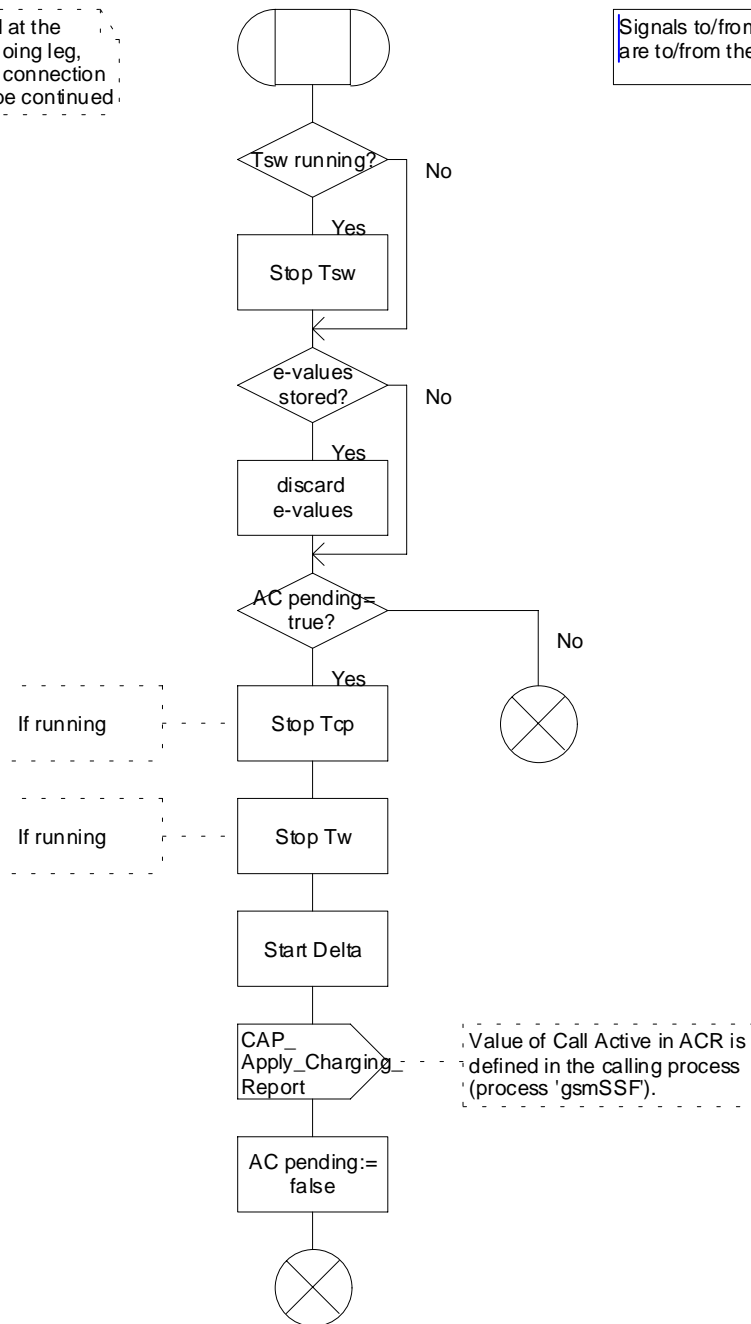 at the
oing leg,
connection
be continued
Signals to/from
are to/from the
Tsw running?
No
Yes
Stop Tsw
e-values
stored?
No
Yes
discard
e-values
AC pending=
true?
No
Yes
If running
Stop Tcp
If running
Stop Tw
Start Delta
CAP_
Apply_Charging_
Report
Value of Call Active in ACR is
defined in the calling process
(process 'gsmSSF').
AC pending:=
false